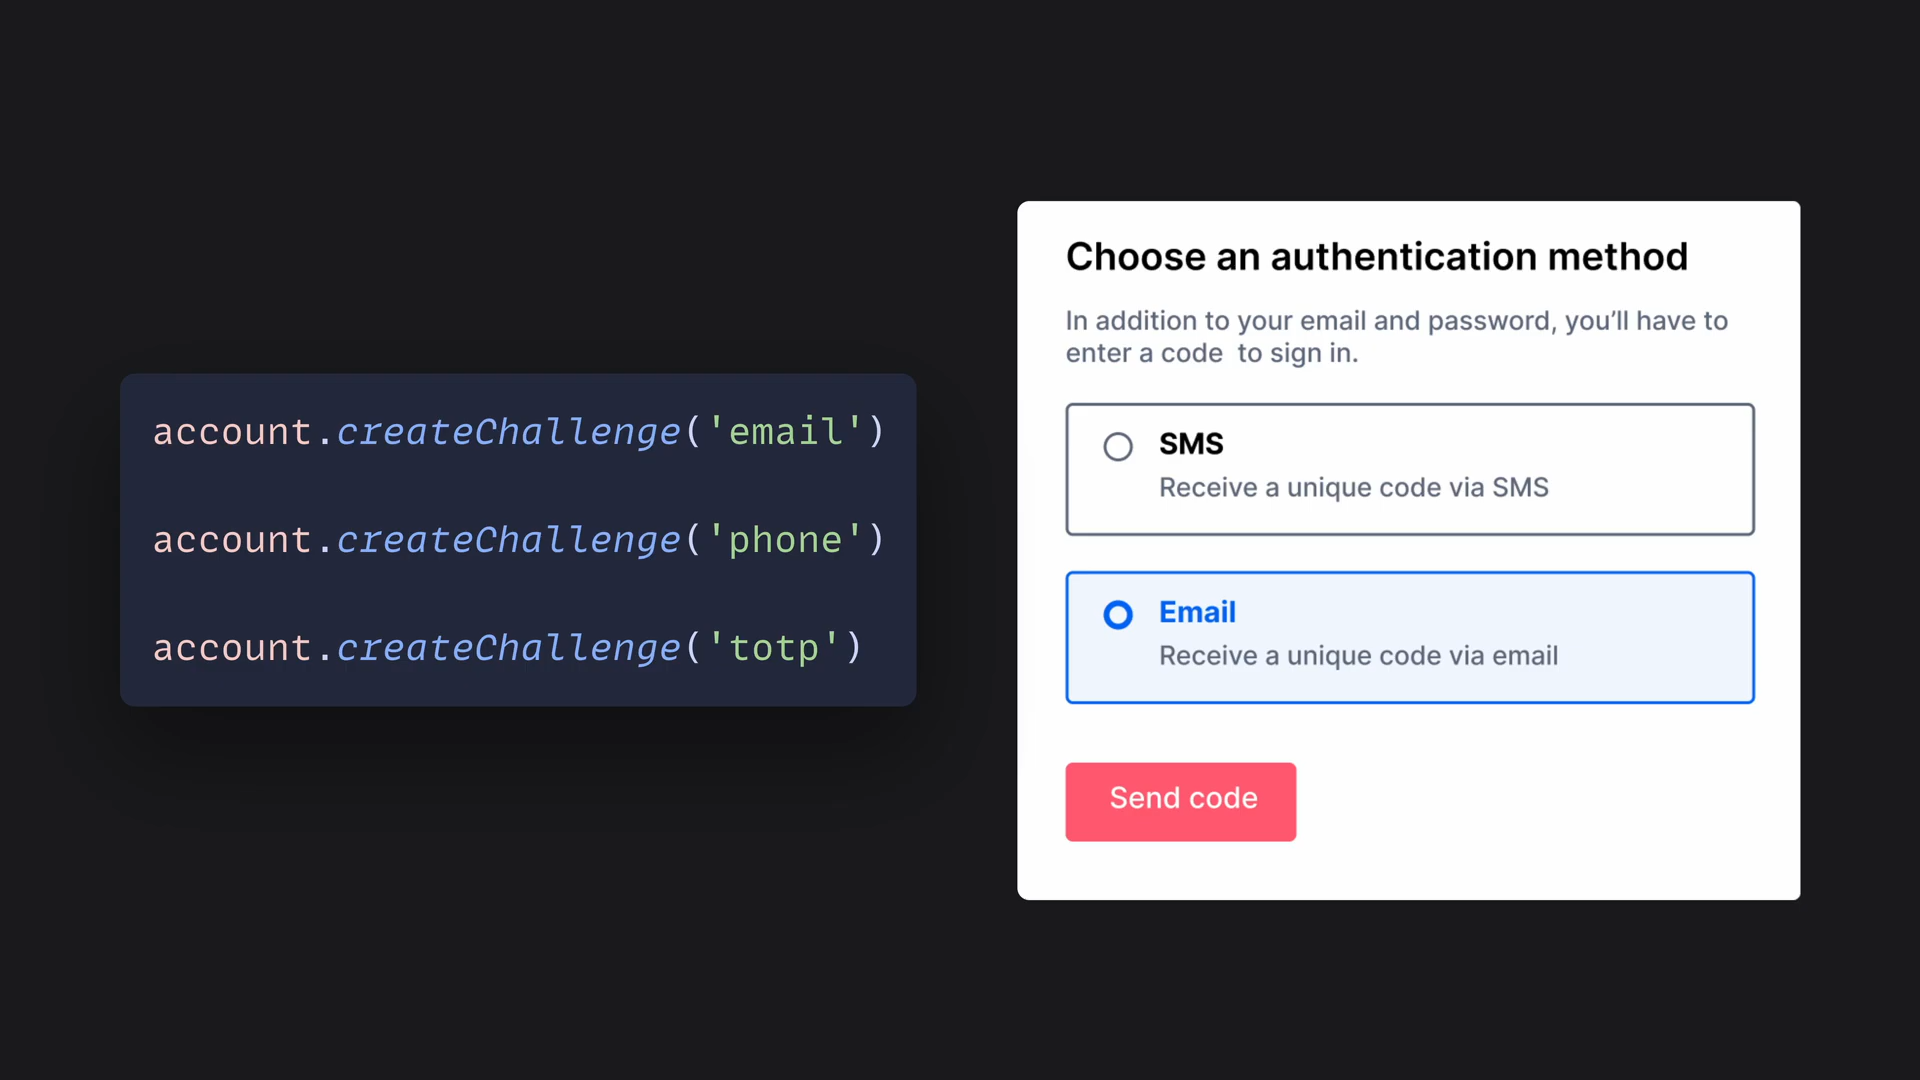 account.createChallenge('email')
account.createChallenge('phone')
account.createChallenge('totp')
Choose an authentication method
In addition to your email and password, you’ll have to
enter a code  to sign in.
SMS
Receive a unique code via SMS
Email
Receive a unique code via email
Send code